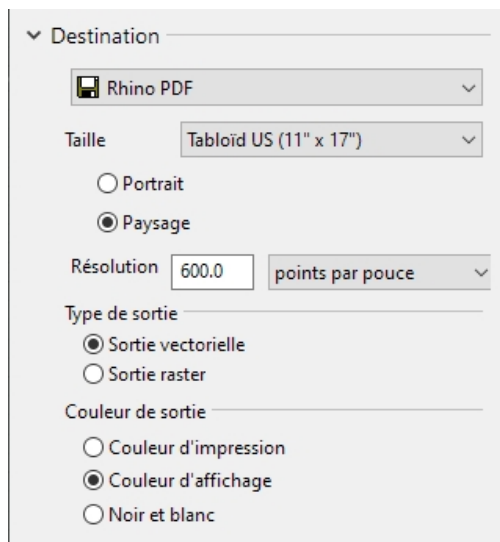 Destination
Rhino PDF
Taille Tabloïd US (11" x 17")
Portrait
Paysage
Résolution 600.0 points par pouce
Type de sortie
Sortie vectorielle
Sortie raster
Couleur de sortie
Couleur d'impression
Couleur d'affichage
Noir et blanc